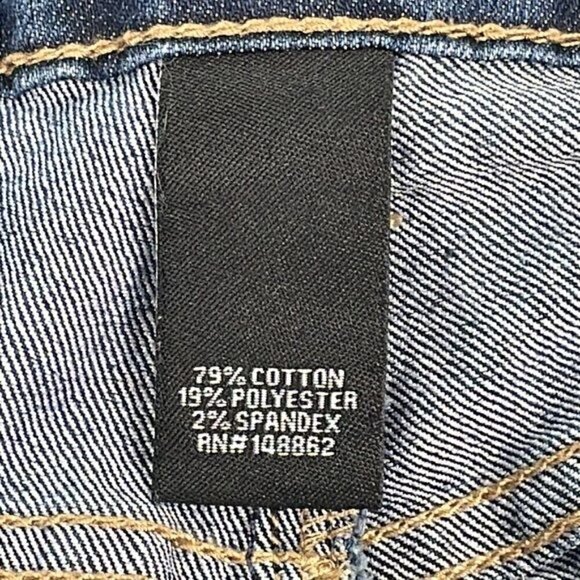 79% COTTON
19% POLYESTER
2% SPANDEX
RN#148862